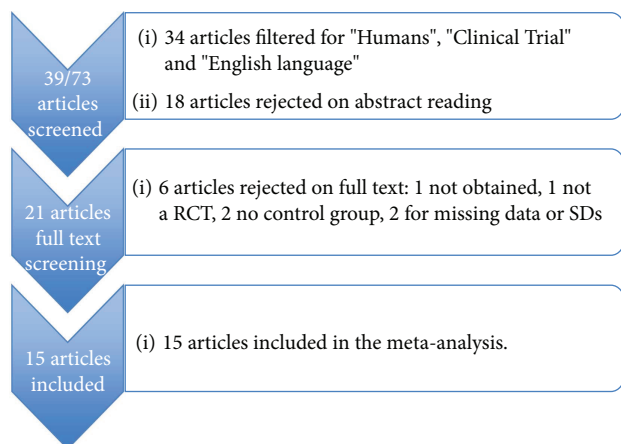 39/73
articles
screened
(i) 34 articles filtered for "Humans", "Clinical Trial"
and "English language"
(ii) 18 articles rejected on abstract reading
21 articles
full text
screening
(i) 6 articles rejected on full text: 1 not obtained, 1 not
a RCT, 2 no control group, 2 for missing data or SDs
15 articles
included
(i) 15 articles included in the meta-analysis.